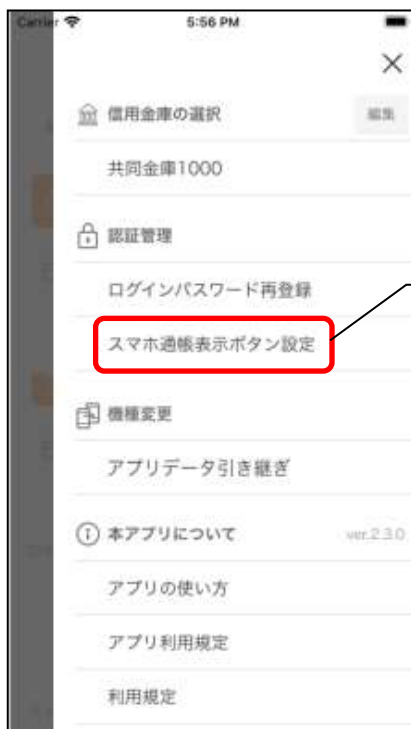 Carrier 5:56 PM
信用金庫の選択 編集
共同金庫1000
認証管理
ログインパスワード再登録
スマホ通帳表示ボタン設定
機種変更
アプリデータ引き継ぎ
本アプリについて ver.2.3.0
アプリの使い方
アプリ利用規定
利用規定